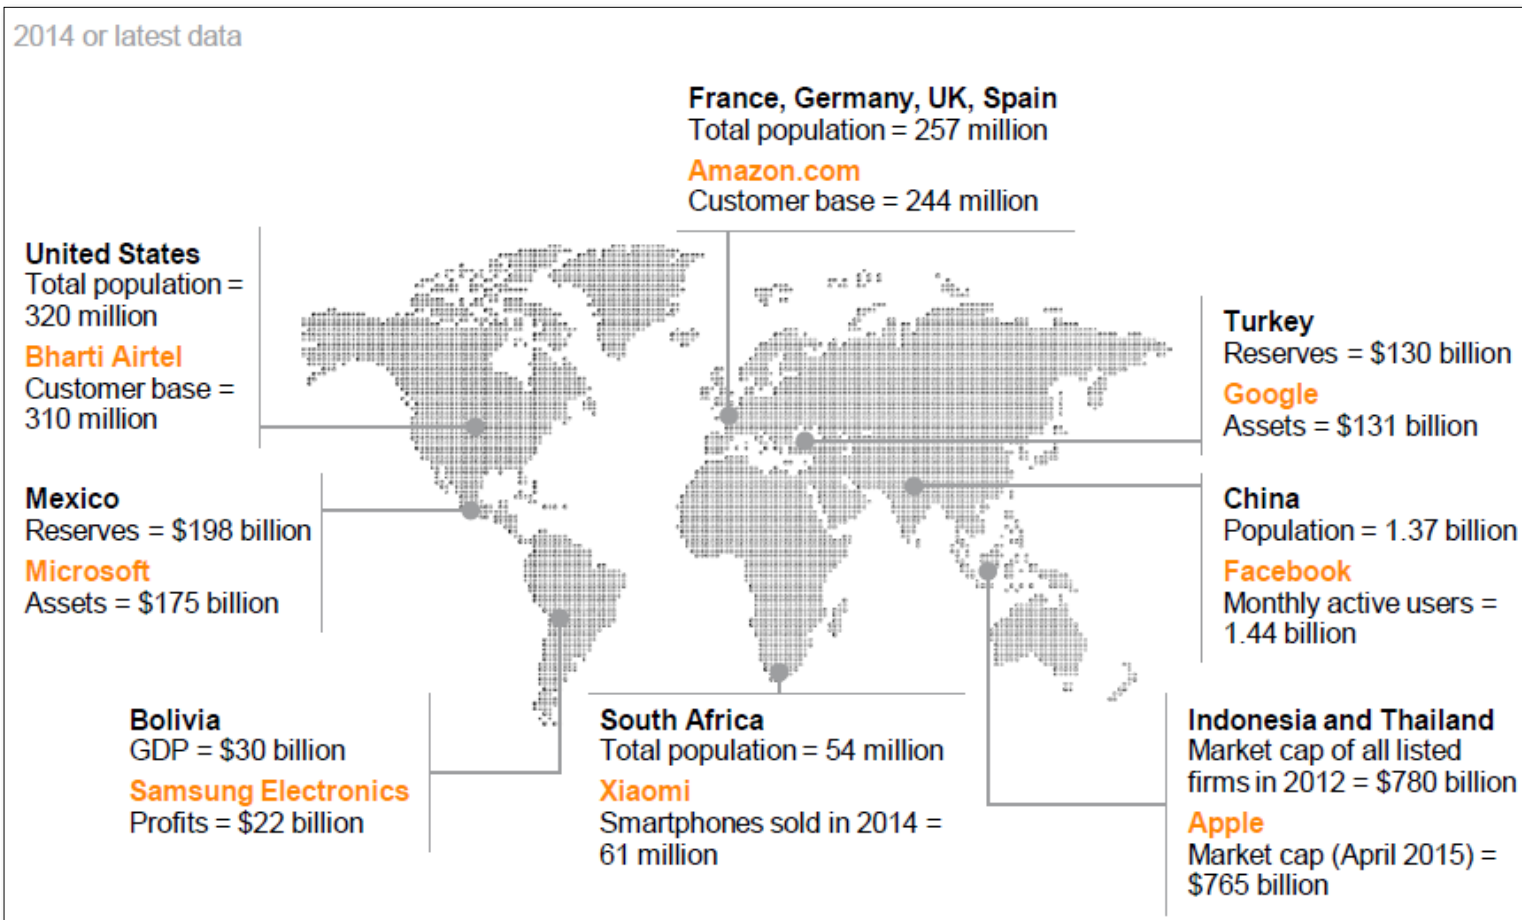 2014 or latest data
France, Germany, UK, Spain
Total population = 257 million
Amazon.com
Customer base = 244 million
United States
Total population =
320 million
Bharti Airtel
Customer base =
310 million
Turkey
Reserves = $130 billion
Google
Assets = $131 billion
Mexico
Reserves = $198 billion
Microsoft
Assets = $175 billion
China
Population = 1.37 billion
Facebook
Monthly active users =
1.44 billion
Bolivia
GDP = $30 billion
Samsung Electronics
Profits = $22 billion
South Africa
Total population = 54 million
Xiaomi
Smartphones sold in 2014 =
61 million
Indonesia and Thailand
Market cap of all listed
firms in 2012 = $780 billion
Apple
Market cap (April 2015) =
$765 billion